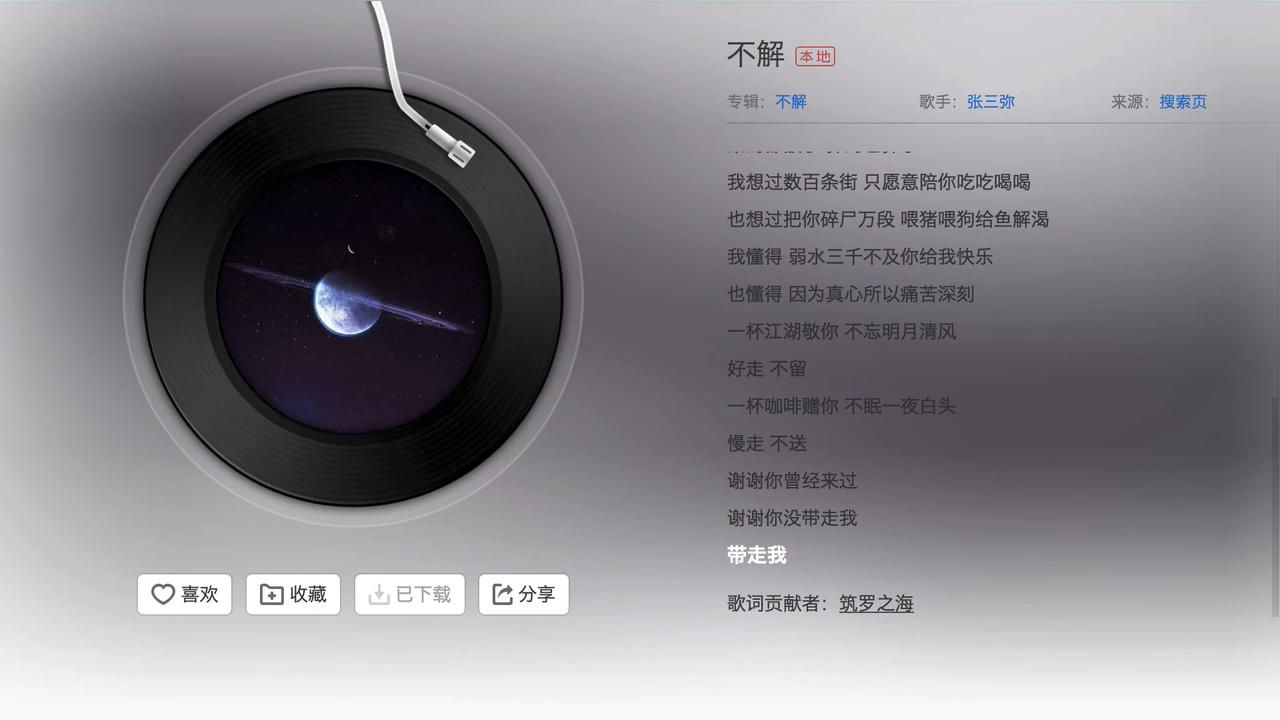 不解 本地
专辑： 不解 歌手： 张三弥 来源： 搜索页
我想过数百条街 只愿意陪你吃吃喝喝
也想过把你碎尸万段 喂猪喂狗给鱼解渴
我懂得 弱水三千不及你给我快乐
也懂得 因为真心所以痛苦深刻
一杯江湖敬你 不忘明月清风
好走 不留
一杯咖啡赠你 不眠一夜白头
慢走 不送
谢谢你曾经来过
谢谢你没带走我
带走我
歌词贡献者： 筑罗之海
喜欢 收藏 已下载 分享